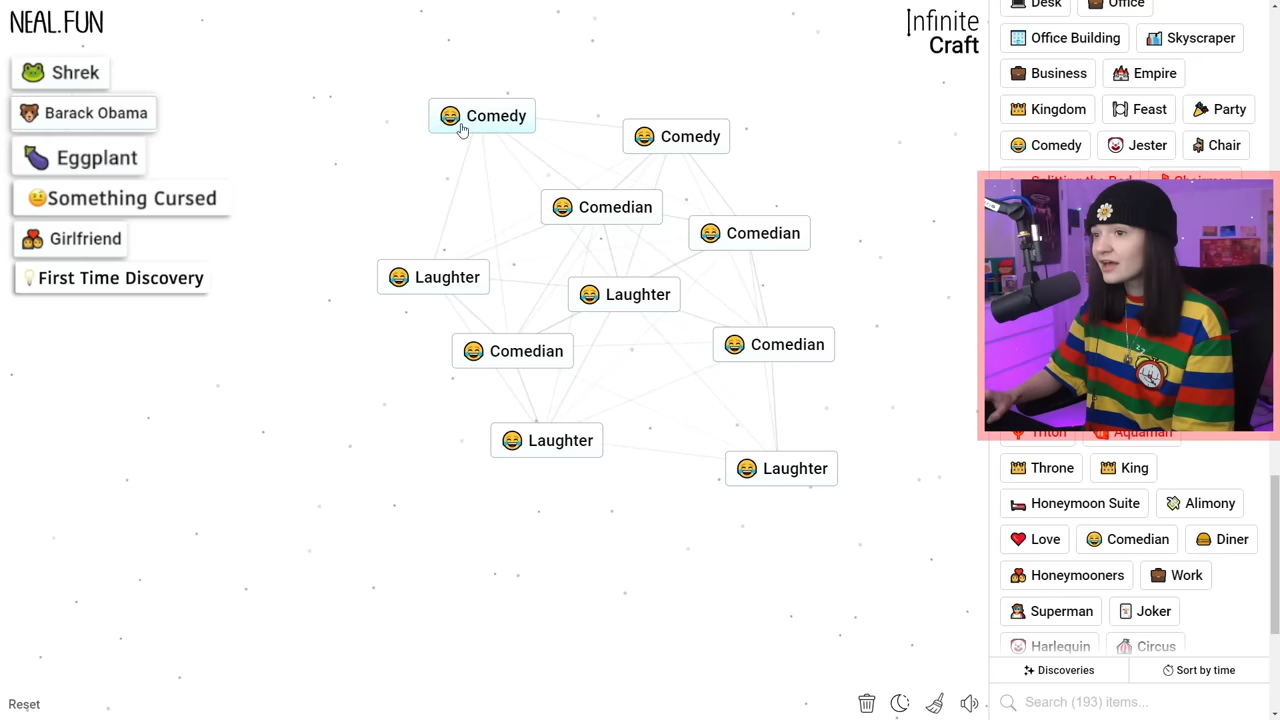 NEAL.FUN
Infinite
Craft
Shrek
Barack Obama
Eggplant
Something Cursed
Girlfriend
First Time Discovery
Comedy
Comedy
Comedian
Comedian
Laughter
Laughter
Comedian
Comedian
Laughter
Laughter
Desk Office
Office Building Skyscraper
Business Empire
Kingdom Feast Party
Comedy Jester Chair
Triton Aquaman
Throne King
Honeymoon Suite Alimony
Love Comedian Diner
Honeymooners Work
Superman Joker
Harlequin Circus
Discoveries Sort by time
Search (193) items...
Reset